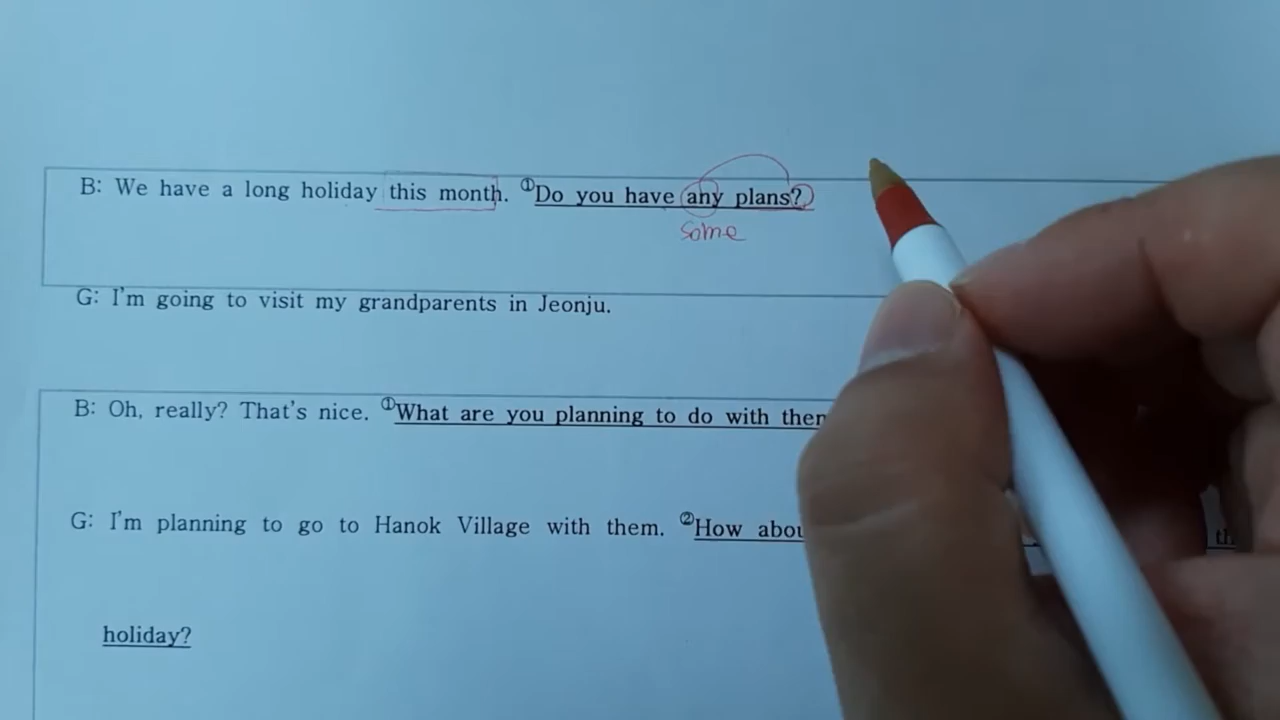 B: We have a long holiday this month. ①Do you have any plans?
some
G: I'm going to visit my grandparents in Jeonju.
B: Oh, really? That's nice. ①What are you planning to do with
G: I'm planning to go to Hanok Village with them. ②How
holiday?